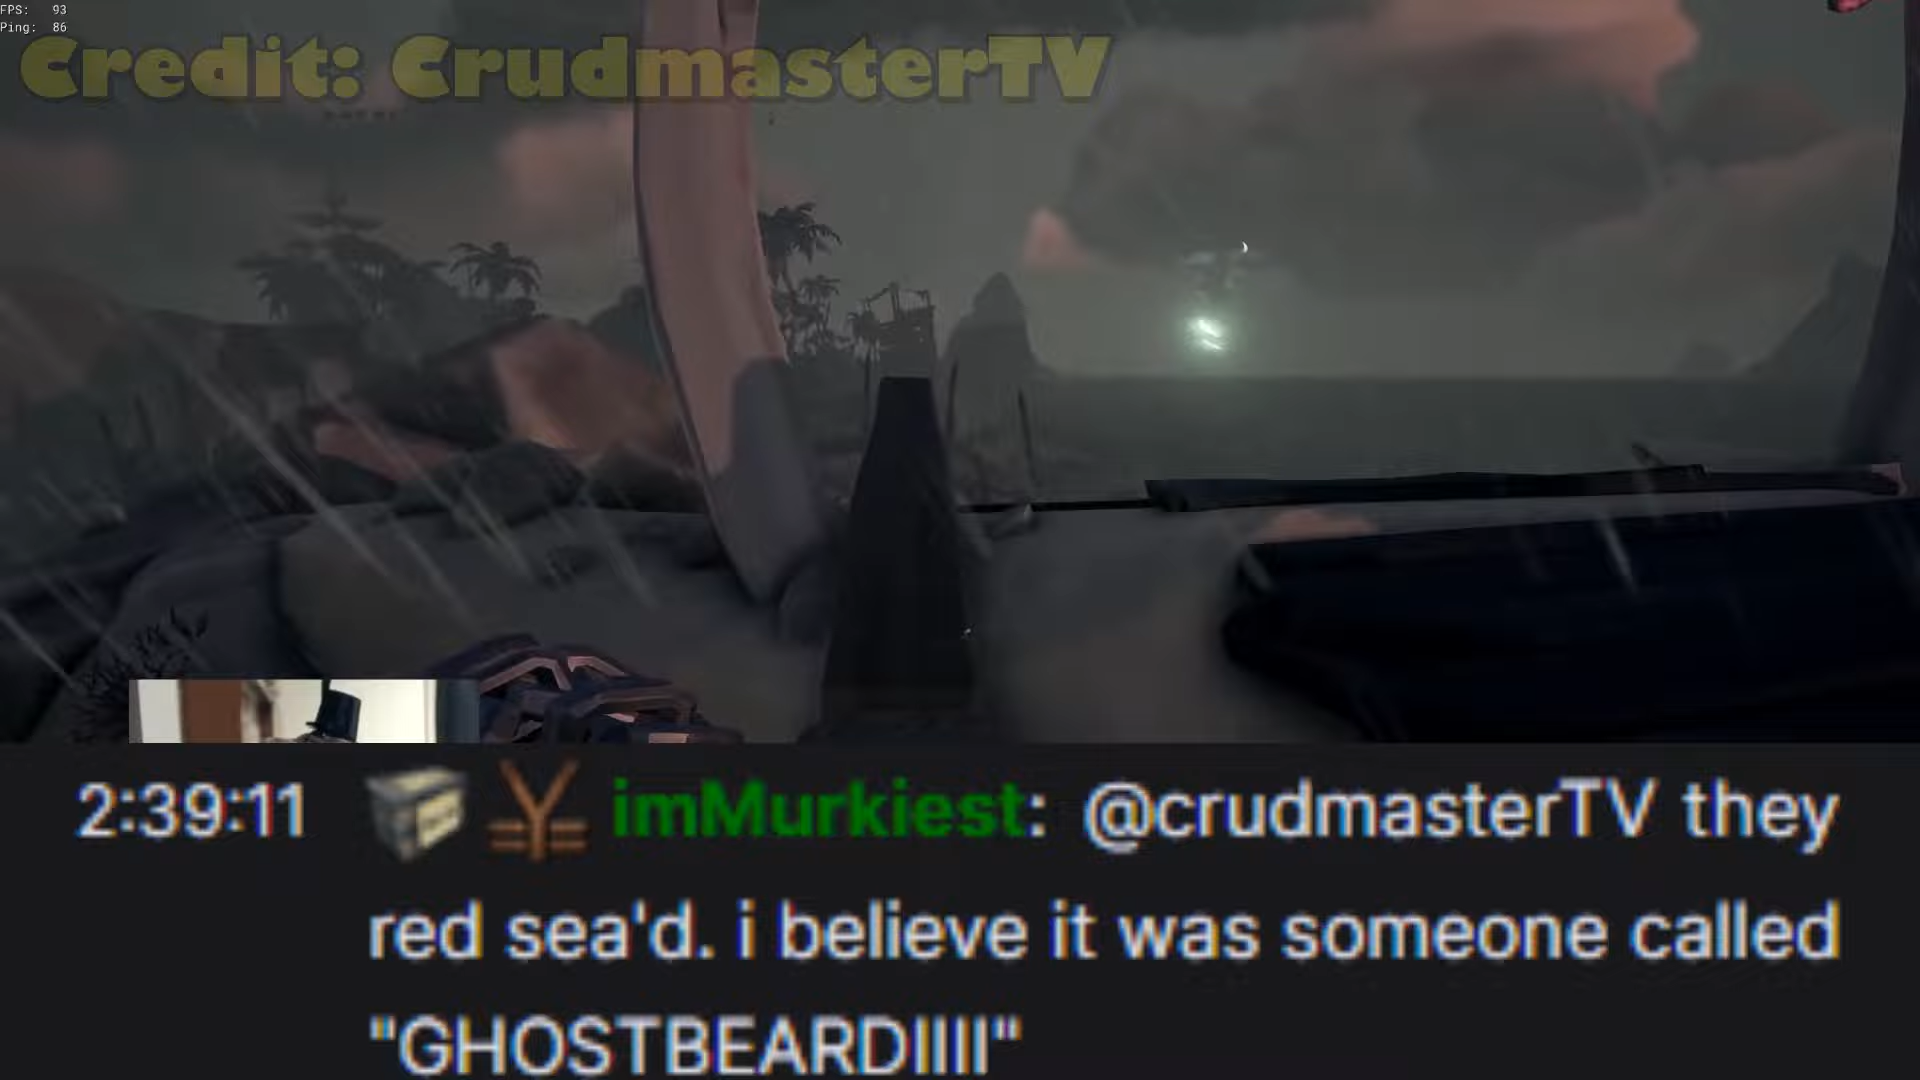 FPS: 93
Ping: 86
Credit: CrudmasterTV
2:39:11 imMurkiest: @crudmasterTV they
red sea'd. i believe it was someone called
"GHOSTBEARDIIII"